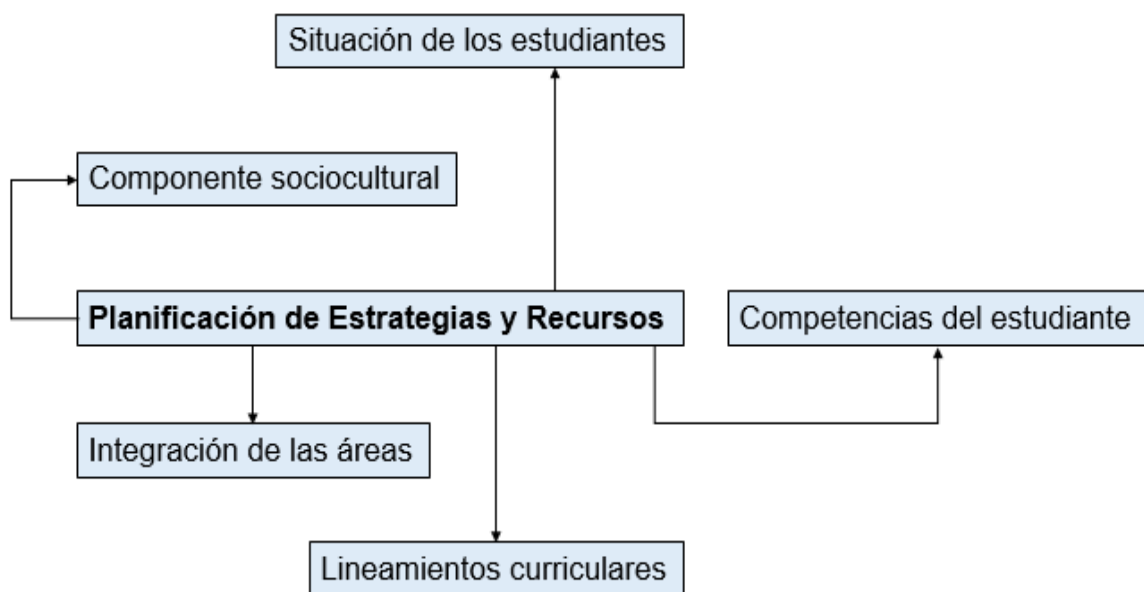 Situación de los estudiantes
Componente sociocultural
Planificación de Estrategias y Recursos
Competencias del estudiante
Integración de las áreas
Lineamientos curriculares